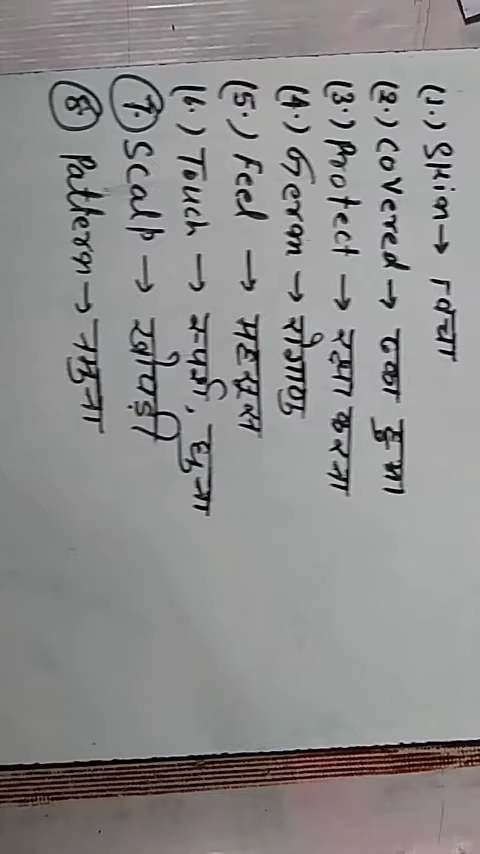 (1.) Skin → त्वचा
(2.) Covered → ढका हुआ
(3.) Protect → रक्षा करना
(4.) Germ → रोगाणु
(5.) Feel → महसूस
(6.) Touch → स्पर्श, छुना
7. Scalp → खोपड़ी
8. Pattern → नमुना